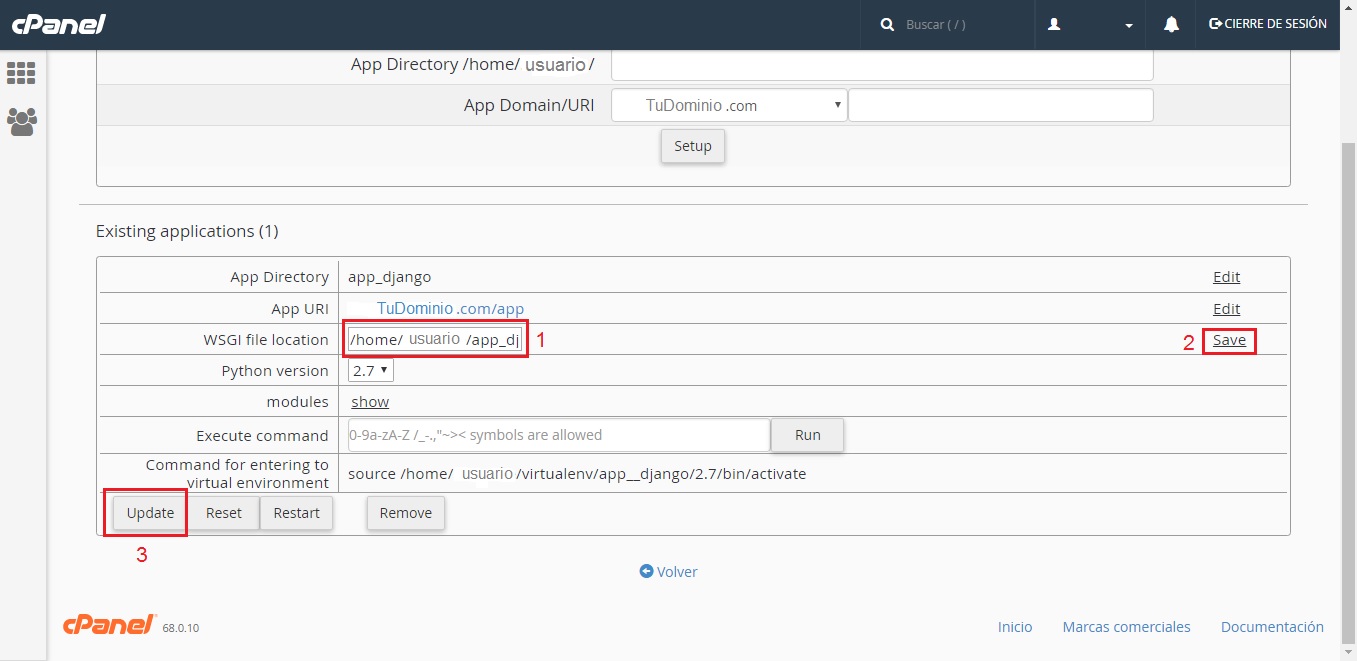 cPanel Buscar ( / ) CIERRE DE SESIÓN
App Directory /home/ usuario /
App Domain/URI TuDominio .com
Setup
Existing applications (1)
App Directory app_django Edit
App URI TuDominio .com/app Edit
WSGI file location /home/ usuario /app_dj 1 2 Save
Python version 2.7
modules show
Execute command 0-9a-zA-Z /_-.,"~>< symbols are allowed Run
Command for entering to
virtual environment source /home/ usuario /virtualenv/app__django/2.7/bin/activate
Update Reset Restart Remove
3
Volver
cPanel 68.0.10 Inicio Marcas comerciales Documentación